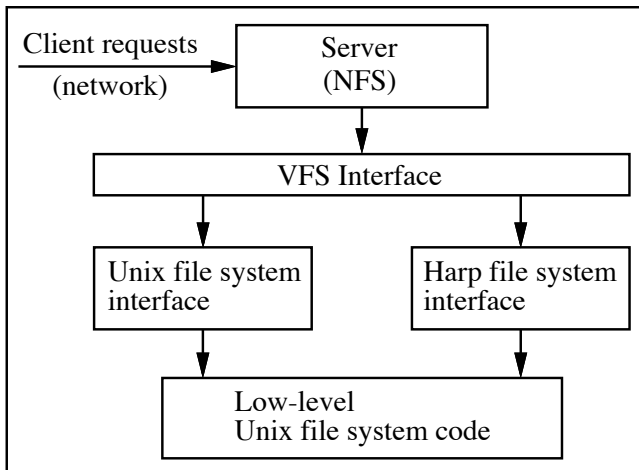 Client requests
(network)
Server
(NFS)
VFS Interface
Unix file system
interface
Harp file system
interface
Low-level
Unix file system code